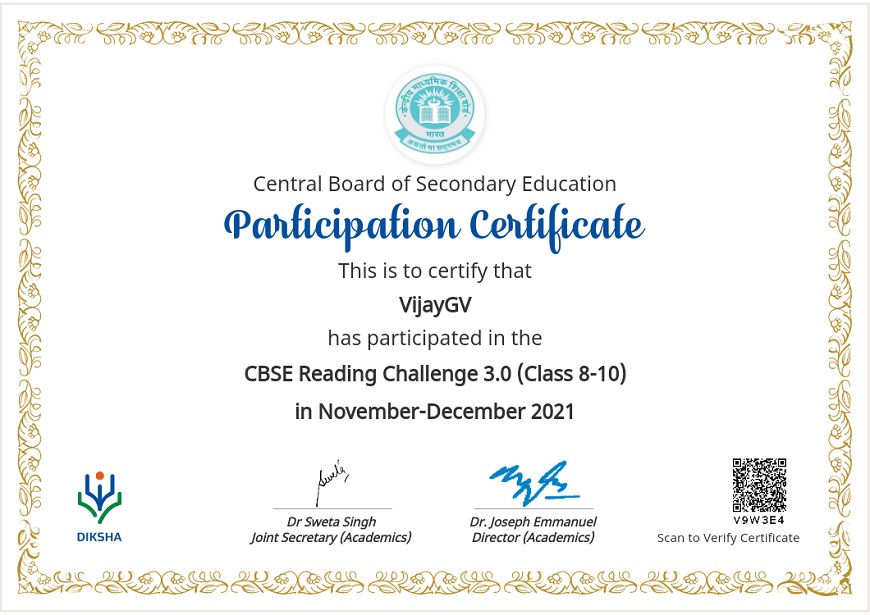 केन्द्रीय माध्यमिक शिक्षा बोर्ड
भारत
असतो मा सद्गमय
Central Board of Secondary Education
Participation Certificate
This is to certify that
VijayGV
has participated in the
CBSE Reading Challenge 3.0 (Class 8-10)
in November-December 2021
DIKSHA
Dr Sweta Singh
Joint Secretary (Academics)
Dr. Joseph Emmanuel
Director (Academics)
V9W3E4
Scan to Verify Certificate